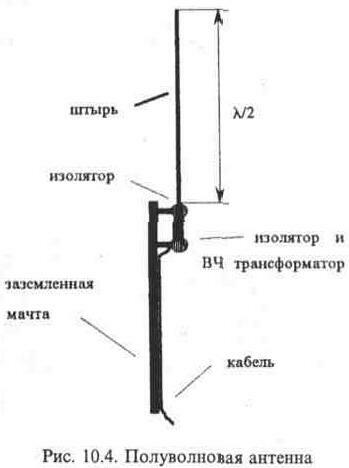 штырь
λ/2
изолятор
изолятор и
ВЧ трансформатор
заземленная
мачта
кабель
Рис. 10.4. Полуволновая антенна